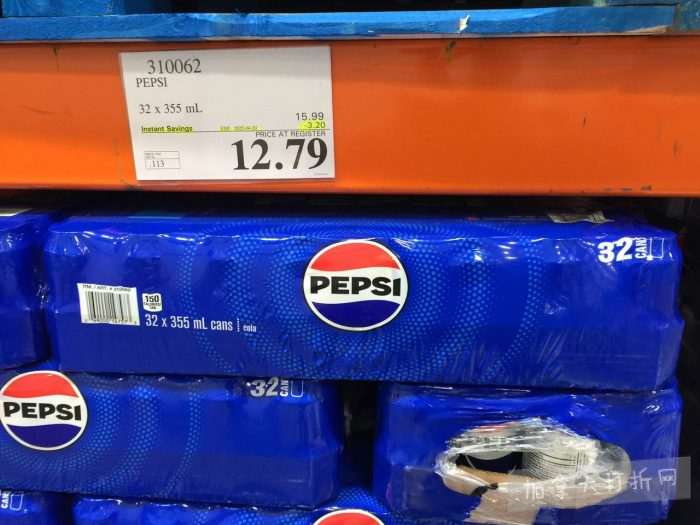 310062
PEPSI
32 x 355 mL
15.99
Instant Savings
-3.20
PRICE AT REGISTER
12.79
.113
PEPSI
32 CANS
150
32 x 355 mL cans cola
PEPSI
32 CANS
加拿大打折网